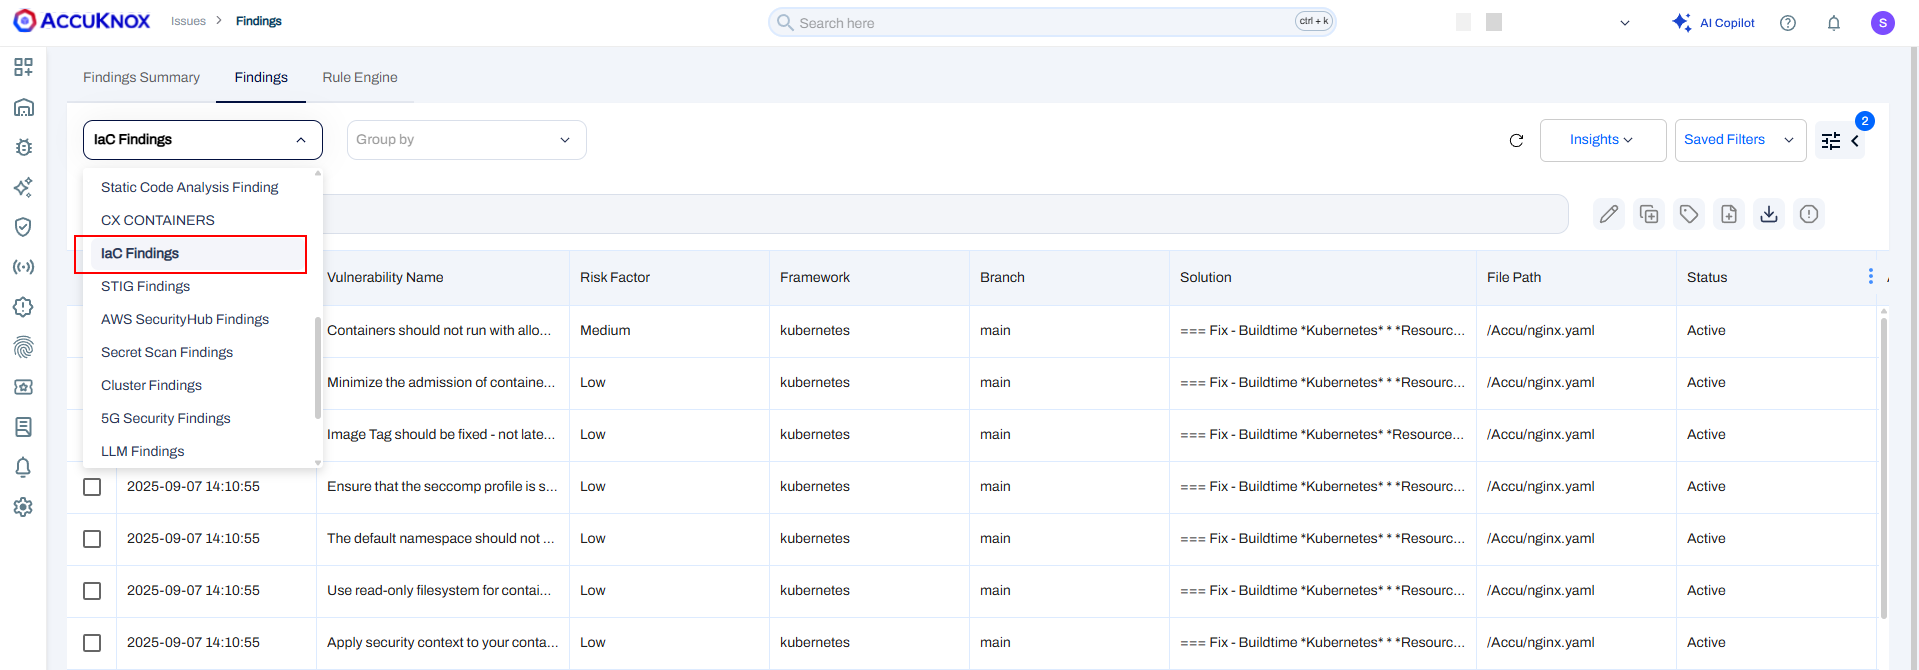 ACCUKNOX Issues > Findings Search here ctrl + k AI Copilot S
Findings Summary Findings Rule Engine
IaC Findings Group by Insights Saved Filters 2
Static Code Analysis Finding
CX CONTAINERS
IaC Findings
STIG Findings
AWS SecurityHub Findings
Secret Scan Findings
Cluster Findings
5G Security Findings
LLM Findings
Vulnerability Name Risk Factor Framework Branch Solution File Path Status
Containers should not run with allo... Medium kubernetes main === Fix - Buildtime *Kubernetes* * *Resourc... /Accu/nginx.yaml Active
Minimize the admission of containe... Low kubernetes main === Fix - Buildtime *Kubernetes* * *Resourc... /Accu/nginx.yaml Active
Image Tag should be fixed - not late... Low kubernetes main === Fix - Buildtime *Kubernetes* *Resource... /Accu/nginx.yaml Active
2025-09-07 14:10:55 Ensure that the seccomp profile is s... Low kubernetes main === Fix - Buildtime *Kubernetes* * *Resourc... /Accu/nginx.yaml Active
2025-09-07 14:10:55 The default namespace should not ... Low kubernetes main === Fix - Buildtime *Kubernetes* * *Resourc... /Accu/nginx.yaml Active
2025-09-07 14:10:55 Use read-only filesystem for contai... Low kubernetes main === Fix - Buildtime *Kubernetes* * *Resourc... /Accu/nginx.yaml Active
2025-09-07 14:10:55 Apply security context to your conta... Low kubernetes main === Fix - Buildtime *Kubernetes* * *Resourc... /Accu/nginx.yaml Active